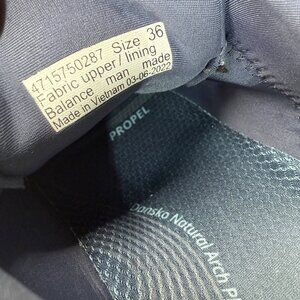 4715750287 Size 36
Fabric upper / lining
Balance man made
Made in Vietnam 03-06-2022
PROPEL
Dansko Natural Arch